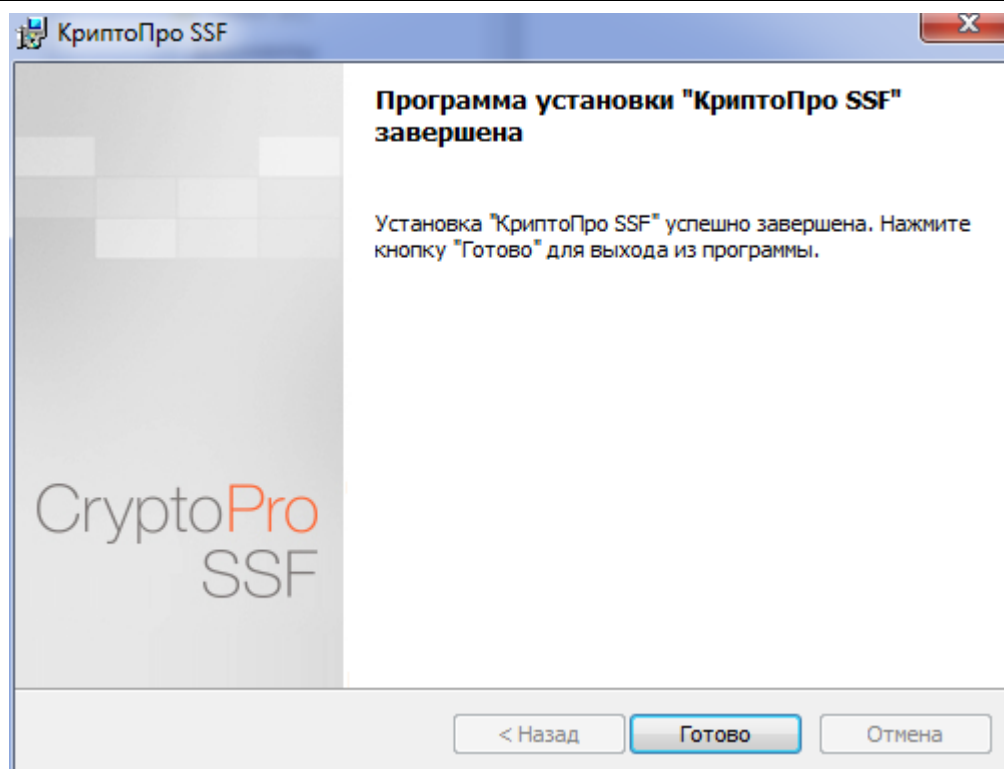 КриптоПро SSF
Программа установки "КриптоПро SSF"
завершена
Установка "КриптоПро SSF" успешно завершена. Нажмите
кнопку "Готово" для выхода из программы.
CryptoPro
SSF
< Назад
Готово
Отмена